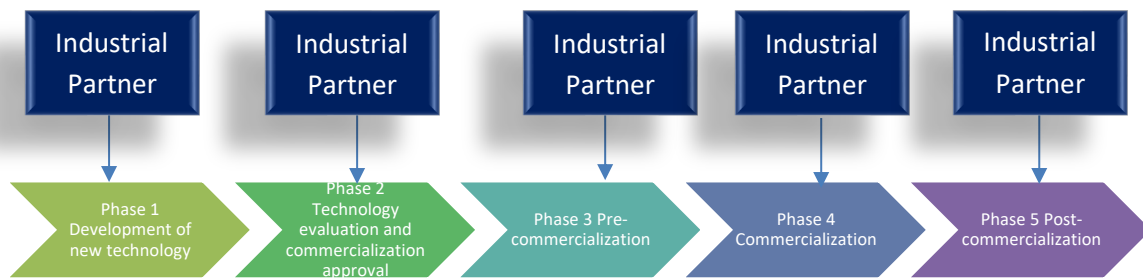 Industrial
Partner
Industrial
Partner
Industrial
Partner
Industrial
Partner
Industrial
Partner
Phase 1
Development of
new technology
Phase 2
Technology
evaluation and
commercialization
approval
Phase 3 Pre-
commercialization
Phase 4
Commercialization
Phase 5 Post-
commercialization